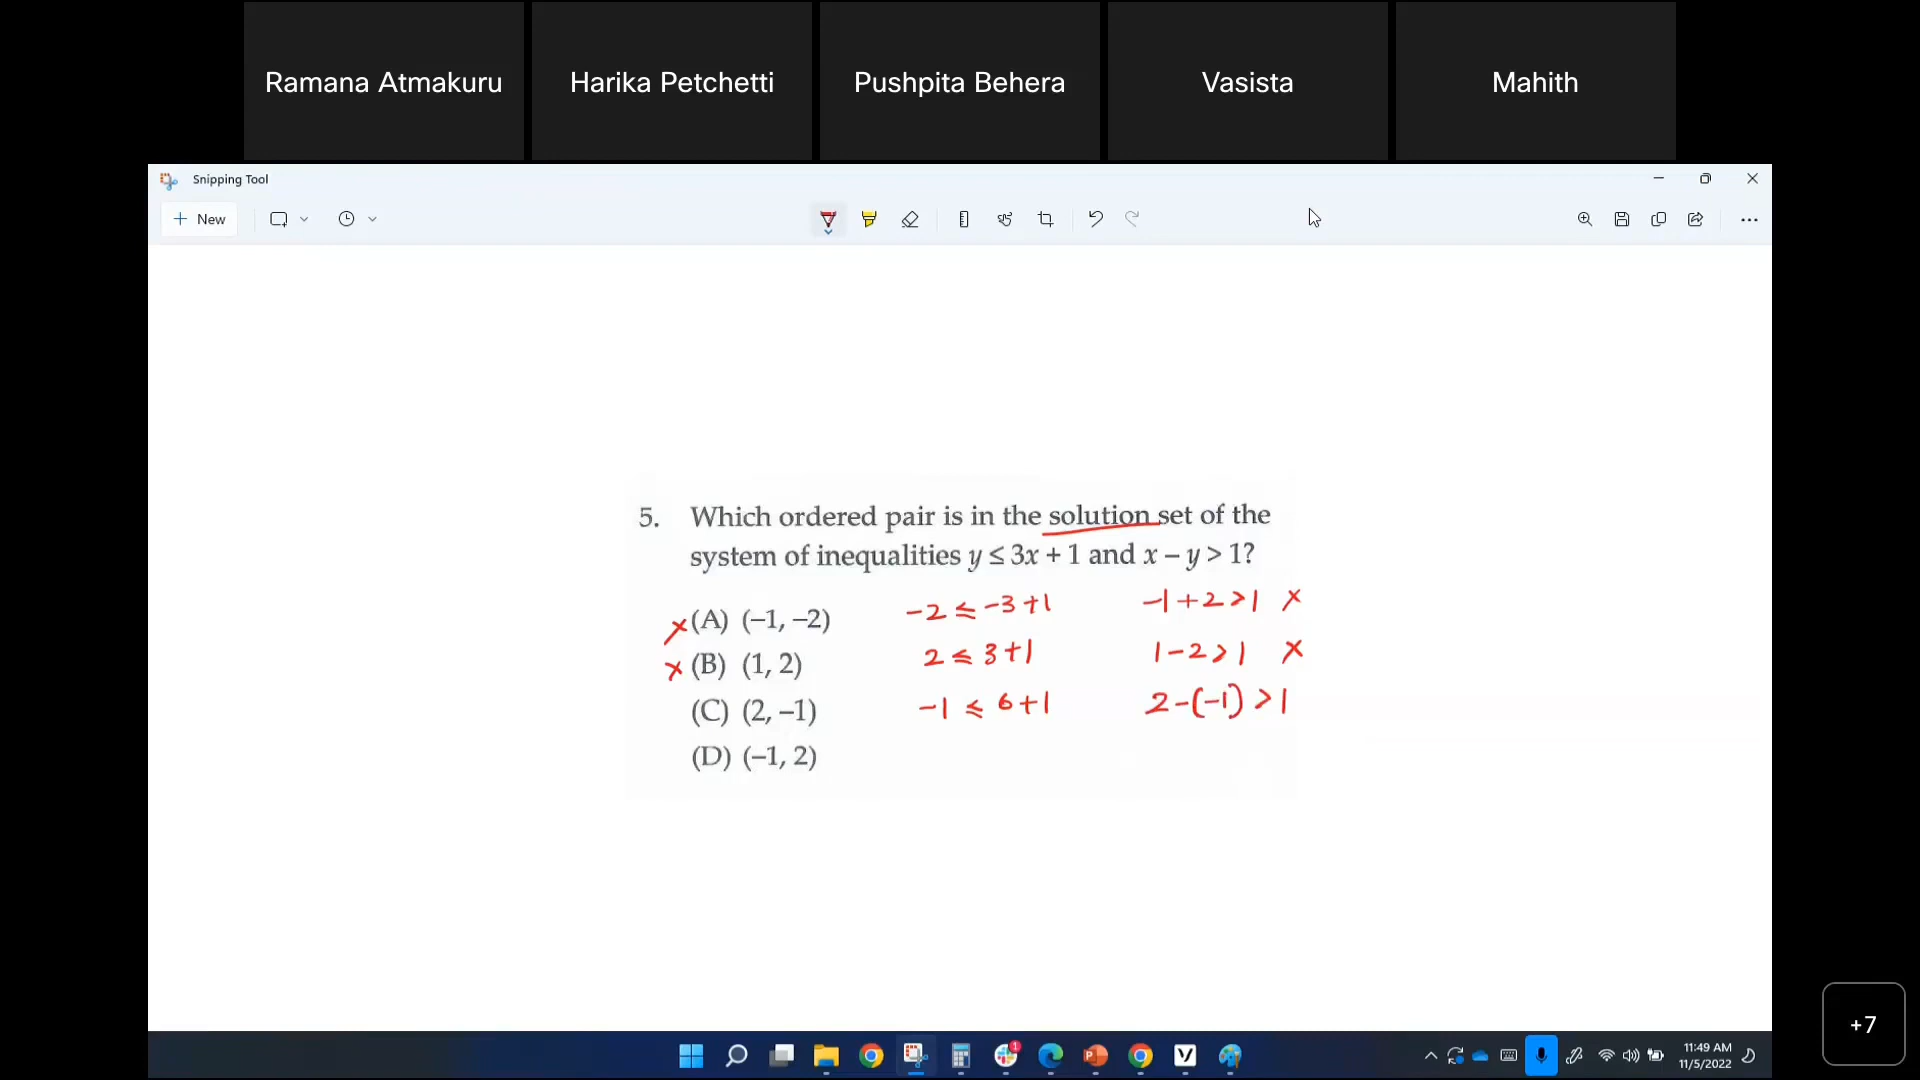 Ramana Atmakuru
Harika Petchetti
Pushpita Behera
Vasista
Mahith
Snipping Tool
New
5. Which ordered pair is in the solution set of the
system of inequalities y ≤ 3x + 1 and x – y > 1?
x (A) (–1, –2) -2 ≤ -3+1 -1+2>1 x
x (B) (1, 2) 2 ≤ 3+1 1-2>1 x
(C) (2, –1) -1 ≤ 6+1 2-(-1)>1
(D) (–1, 2)
+7
1
P
V
11:49 AM
11/5/2022